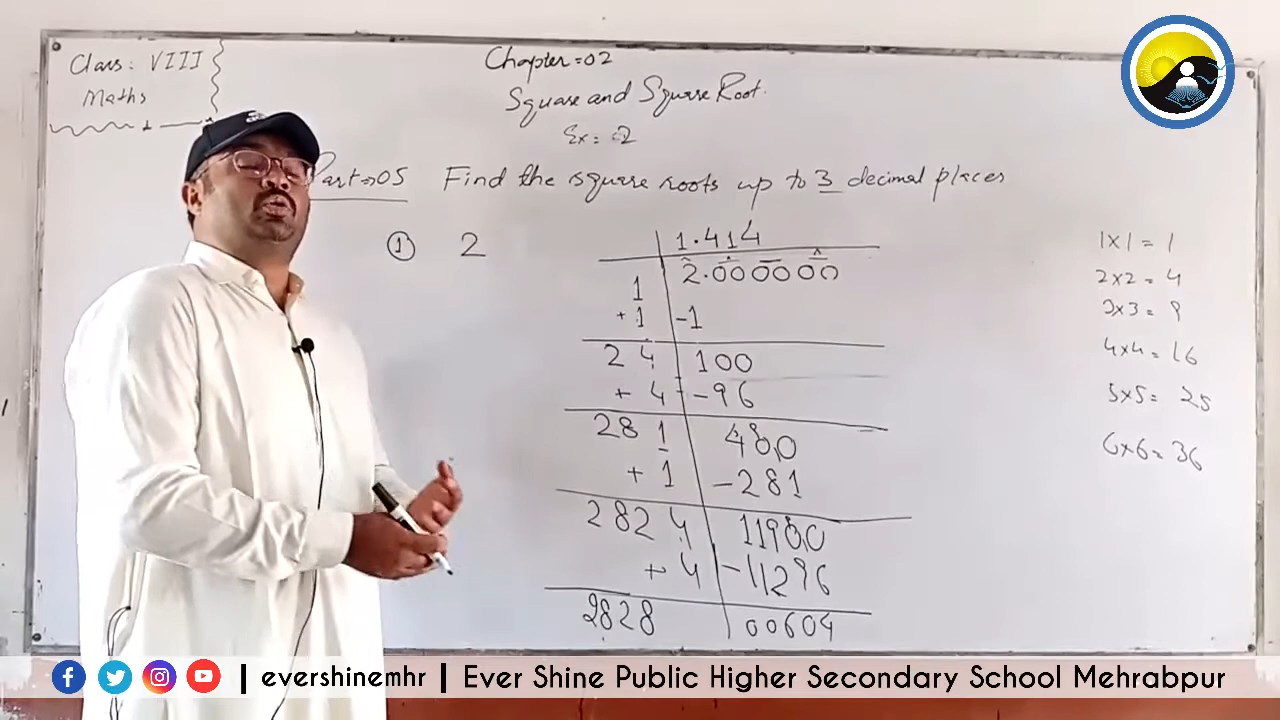 Class: VIII
Maths
Chapter=02
Square and Square Root.
Ex=02
Part=>05 Find the square roots up to 3 decimal places
① 2
1.414
2.000000
1
+1 -1
24 100
+4 -96
281 400
+1 -281
2824 11900
+4 -11296
2828 00604
1x1=1
2x2=4
3x3=9
4x4=16
5x5=25
6x6=36
| evershinemhr | Ever Shine Public Higher Secondary School Mehrabpur